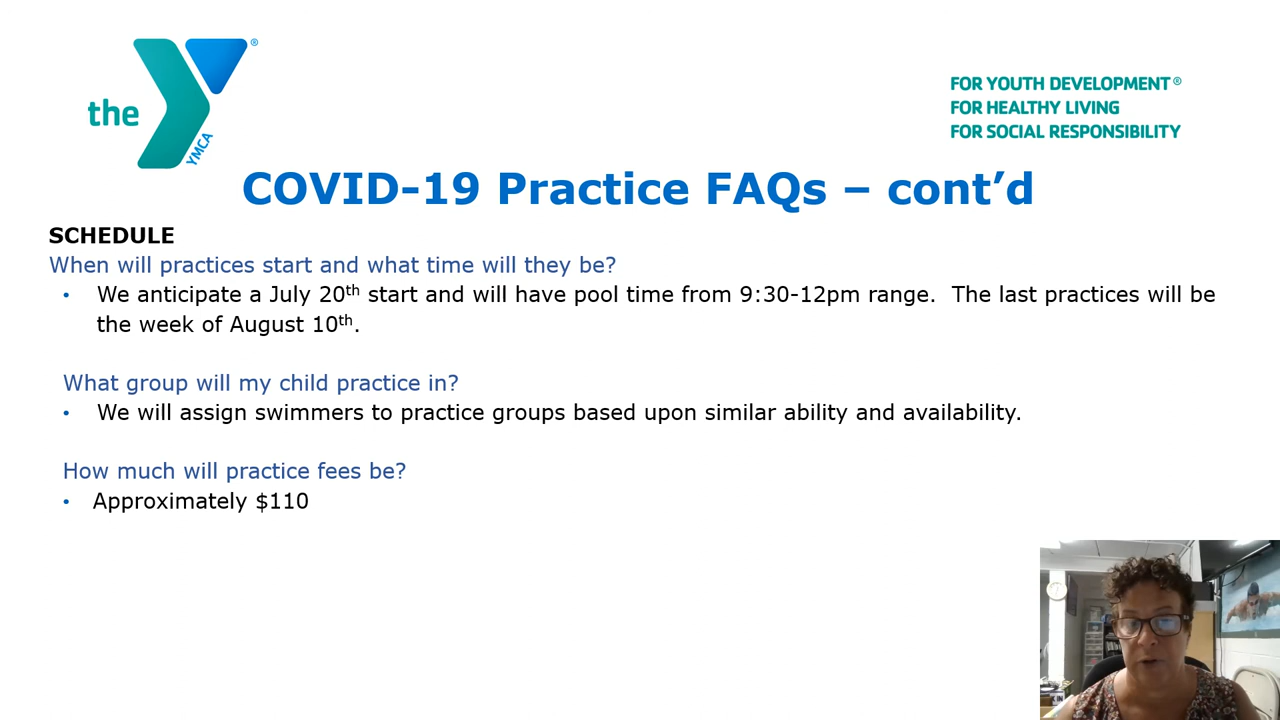 the
YMCA
®
FOR YOUTH DEVELOPMENT®
FOR HEALTHY LIVING
FOR SOCIAL RESPONSIBILITY
COVID-19 Practice FAQs – cont’d
SCHEDULE
When will practices start and what time will they be?
• We anticipate a July 20th start and will have pool time from 9:30-12pm range. The last practices will be
the week of August 10th.
What group will my child practice in?
• We will assign swimmers to practice groups based upon similar ability and availability.
How much will practice fees be?
• Approximately $110